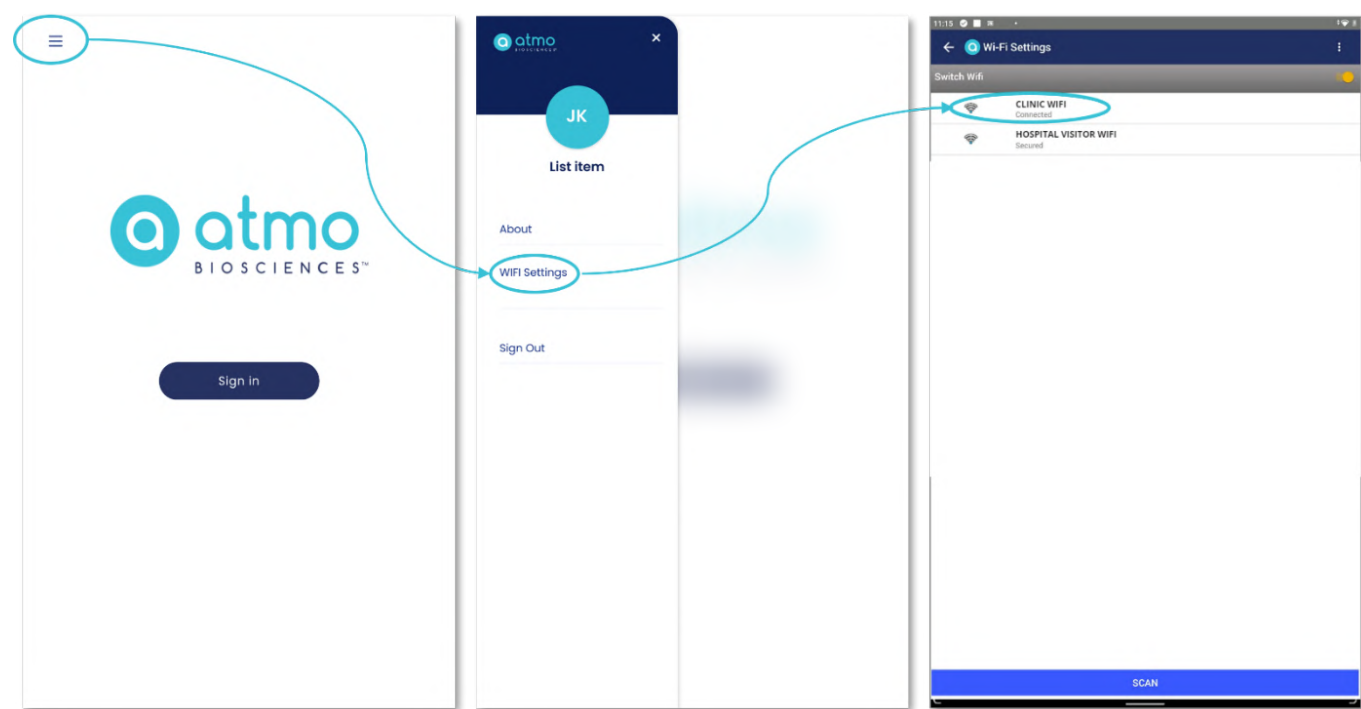 atmo
BIOSCIENCES™
Sign in
atmo
BIOSCIENCES
JK
List item
About
WIFI Settings
Sign Out
11:15
Wi-Fi Settings
Switch Wifi
CLINIC WIFI
Connected
HOSPITAL VISITOR WIFI
Secured
SCAN